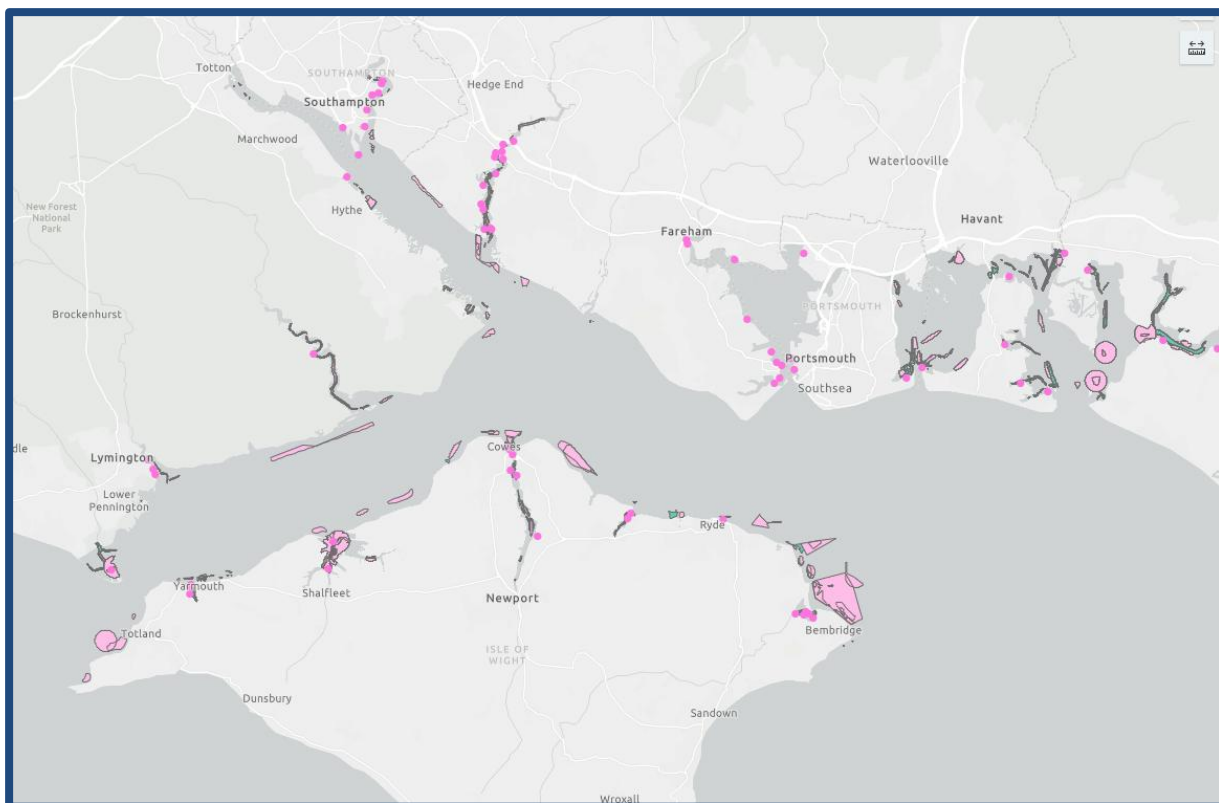 Totton
SOUTHAMPTON
Southampton
Hedge End
Marchwood
Waterlooville
New Forest
National
Park
Hythe
Fareham
Havant
Brockenhurst
PORTSMOUTH
Portsmouth
Southsea
dle
Lymington
Cowes
Lower
Pennington
Ryde
Yarmouth
Shalfleet
Newport
Totland
Bembridge
ISLE OF
WIGHT
Dunsbury
Sandown
Wroxall